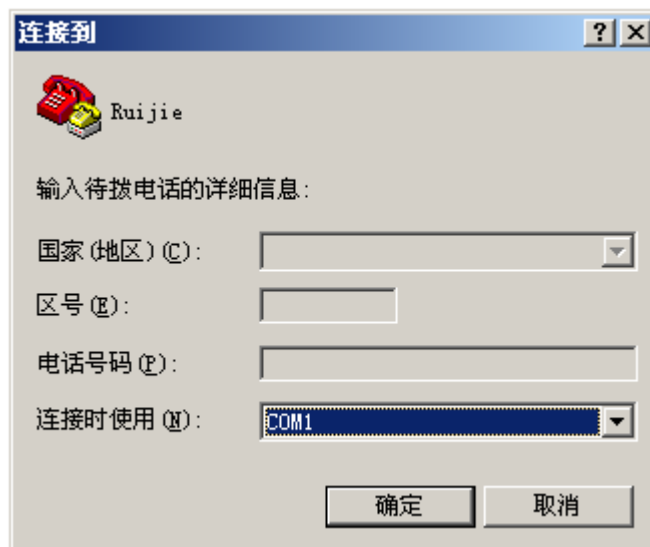 连接到
Ruijie
输入待拨电话的详细信息:
国家(地区)(C):
区号(E):
电话号码(P):
连接时使用(N): COM1
确定 取消